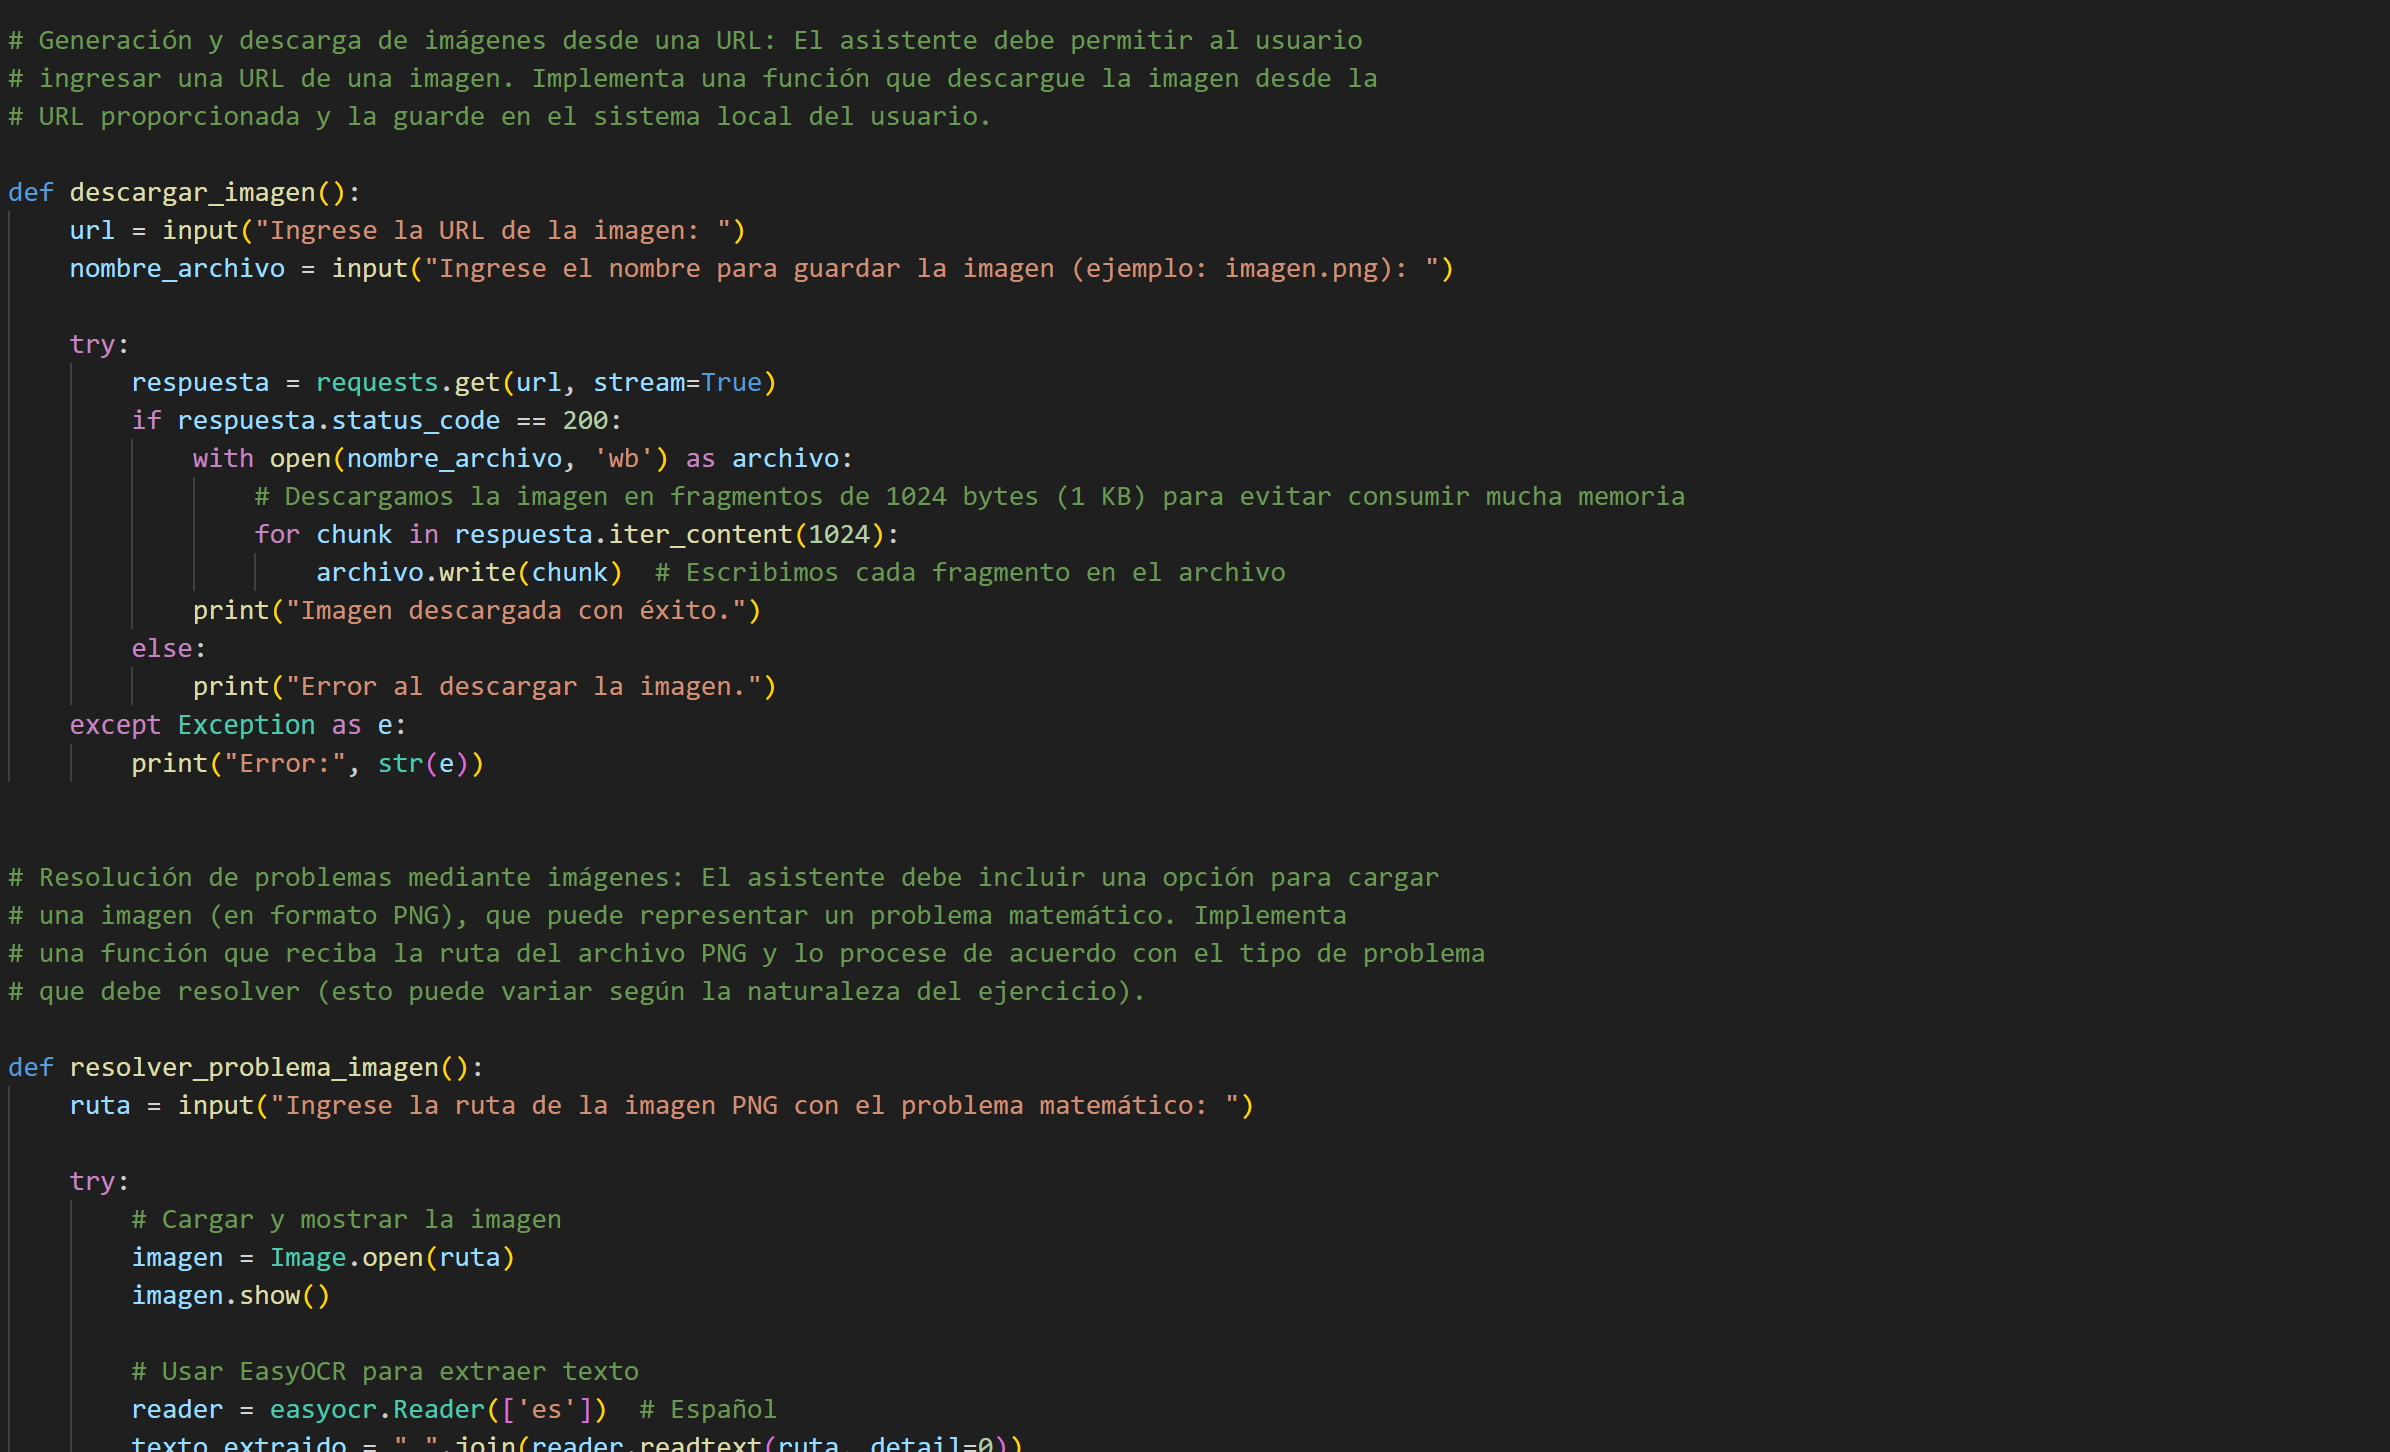 # Generación y descarga de imágenes desde una URL: El asistente debe permitir al usuario
# ingresar una URL de una imagen. Implementa una función que descargue la imagen desde la
# URL proporcionada y la guarde en el sistema local del usuario.

def descargar_imagen():
    url = input("Ingrese la URL de la imagen: ")
    nombre_archivo = input("Ingrese el nombre para guardar la imagen (ejemplo: imagen.png): ")

    try:
        respuesta = requests.get(url, stream=True)
        if respuesta.status_code == 200:
            with open(nombre_archivo, 'wb') as archivo:
                # Descargamos la imagen en fragmentos de 1024 bytes (1 KB) para evitar consumir mucha memoria
                for chunk in respuesta.iter_content(1024):
                    archivo.write(chunk)  # Escribimos cada fragmento en el archivo
            print("Imagen descargada con éxito.")
        else:
            print("Error al descargar la imagen.")
    except Exception as e:
        print("Error:", str(e))


# Resolución de problemas mediante imágenes: El asistente debe incluir una opción para cargar
# una imagen (en formato PNG), que puede representar un problema matemático. Implementa
# una función que reciba la ruta del archivo PNG y lo procese de acuerdo con el tipo de problema
# que debe resolver (esto puede variar según la naturaleza del ejercicio).

def resolver_problema_imagen():
    ruta = input("Ingrese la ruta de la imagen PNG con el problema matemático: ")

    try:
        # Cargar y mostrar la imagen
        imagen = Image.open(ruta)
        imagen.show()

        # Usar EasyOCR para extraer texto
        reader = easyocr.Reader(['es'])  # Español
        texto_extraido = " ".join(reader.readtext(ruta, detail=0))